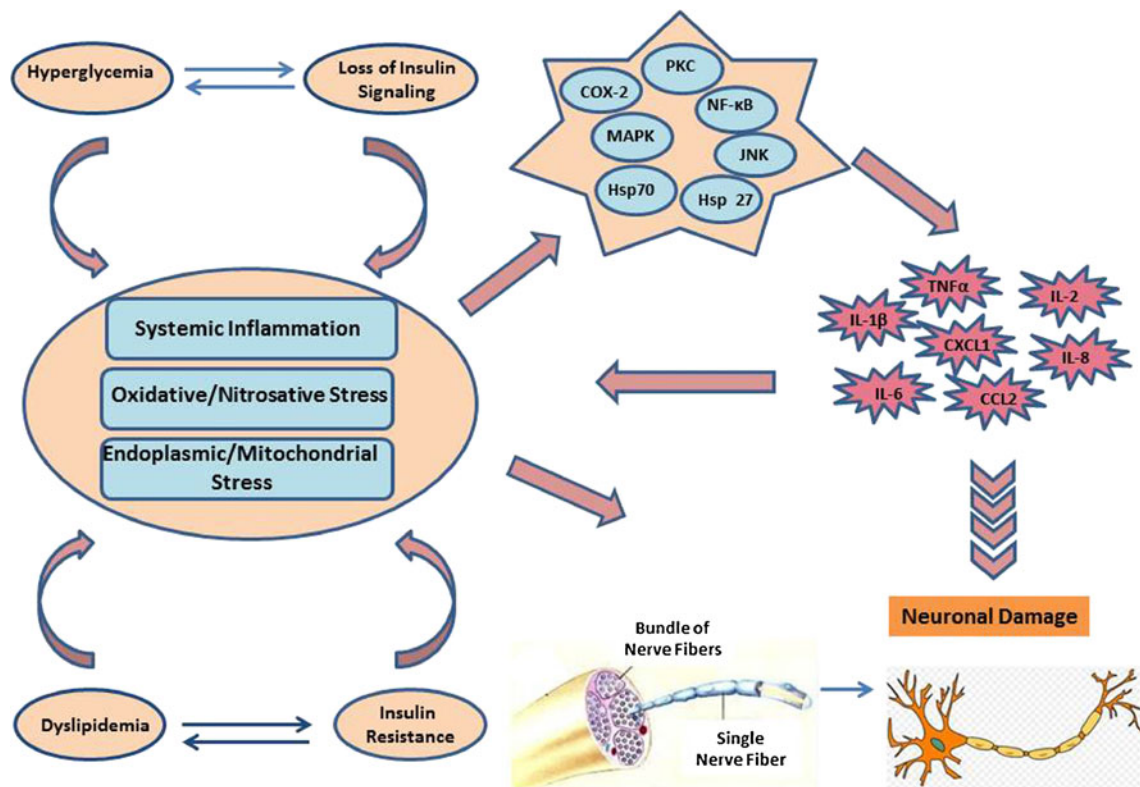 Hyperglycemia
Loss of Insulin
Signaling
PKC
COX-2
NF-κB
MAPK
JNK
Hsp70
Hsp 27
TNFα
IL-2
IL-1β
CXCL1
IL-8
IL-6
CCL2
Systemic Inflammation
Oxidative/Nitrosative Stress
Endoplasmic/Mitochondrial
Stress
Neuronal Damage
Bundle of
Nerve Fibers
Single
Nerve Fiber
Dyslipidemia
Insulin
Resistance